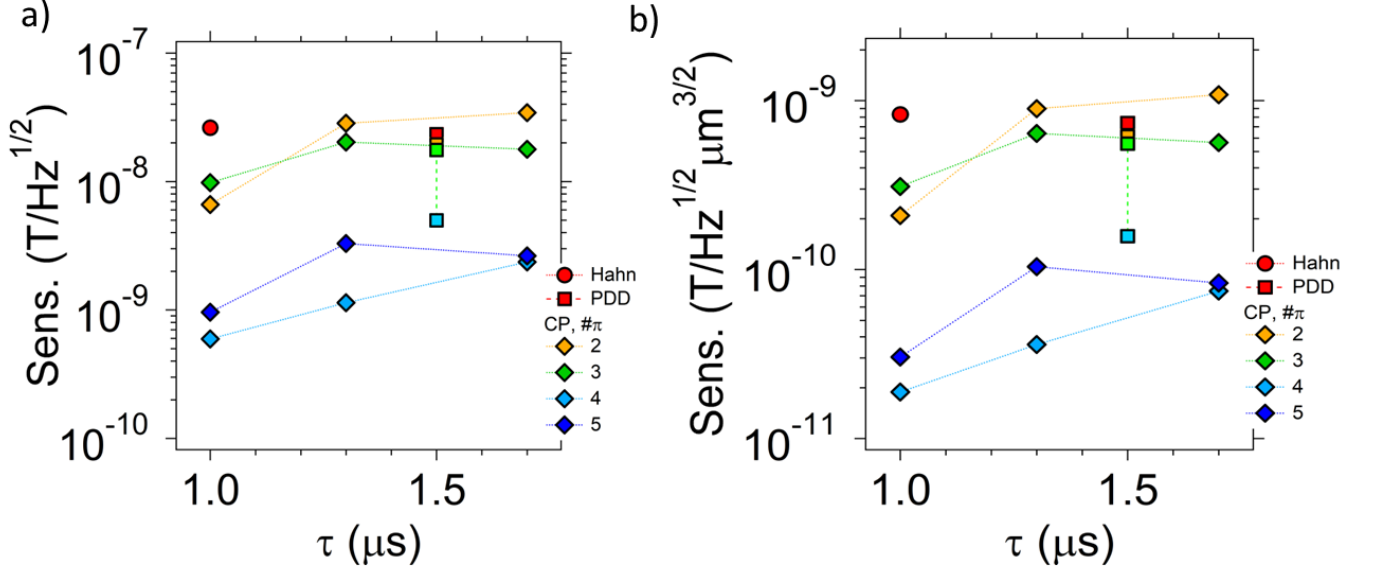 a)
Sens. (T/Hz^1/2)
10^-7
10^-8
10^-9
10^-10
1.0 1.5
τ (μs)
Hahn
PDD
CP, #π
2
3
4
5
b)
Sens. (T/Hz^1/2 μm^3/2)
10^-9
10^-10
10^-11
1.0 1.5
τ (μs)
Hahn
PDD
CP, #π
2
3
4
5